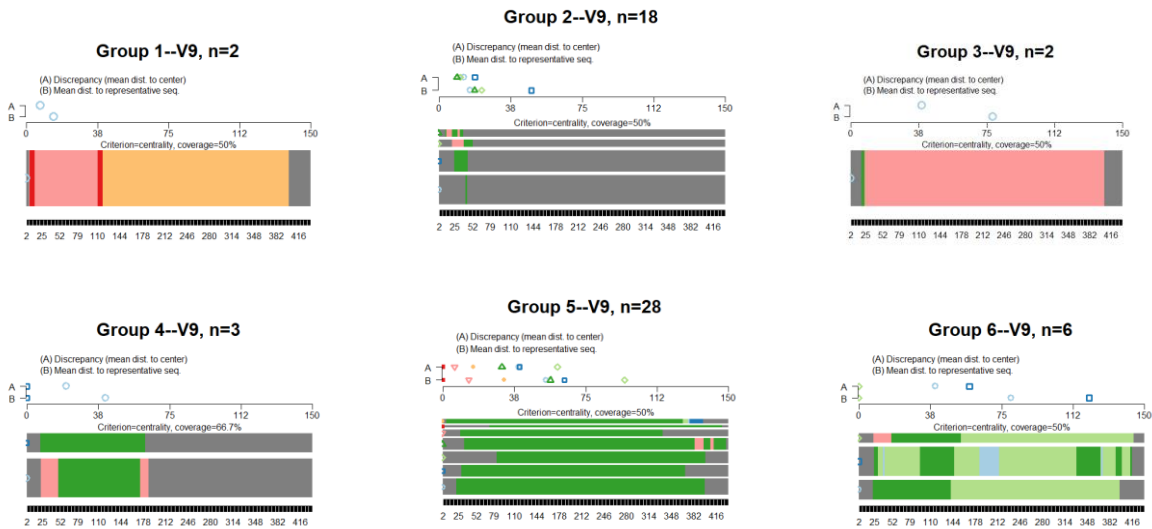 Group 1--V9, n=2
(A) Discrepancy (mean dist. to center)
(B) Mean dist. to representative seq.
A
B
0 38 75 112 150
Criterion=centrality, coverage=50%
2 25 52 79 110 144 178 212 246 280 314 348 382 416
Group 2--V9, n=18
(A) Discrepancy (mean dist. to center)
(B) Mean dist. to representative seq.
A
B
0 38 75 112 150
Criterion=centrality, coverage=50%
2 25 52 79 110 144 178 212 246 280 314 348 382 416
Group 3--V9, n=2
(A) Discrepancy (mean dist. to center)
(B) Mean dist. to representative seq.
A
B
0 38 75 112 150
Criterion=centrality, coverage=50%
2 25 52 79 110 144 178 212 246 280 314 348 382 416
Group 4--V9, n=3
(A) Discrepancy (mean dist. to center)
(B) Mean dist. to representative seq.
A
B
0 38 75 112 150
Criterion=centrality, coverage=66.7%
2 25 52 79 110 144 178 212 246 280 314 348 382 416
Group 5--V9, n=28
(A) Discrepancy (mean dist. to center)
(B) Mean dist. to representative seq.
A
B
0 38 75 112 150
Criterion=centrality, coverage=50%
2 25 52 79 110 144 178 212 246 280 314 348 382 416
Group 6--V9, n=6
(A) Discrepancy (mean dist. to center)
(B) Mean dist. to representative seq.
A
B
0 38 75 112 150
Criterion=centrality, coverage=50%
2 25 52 79 110 144 178 212 246 280 314 348 382 416